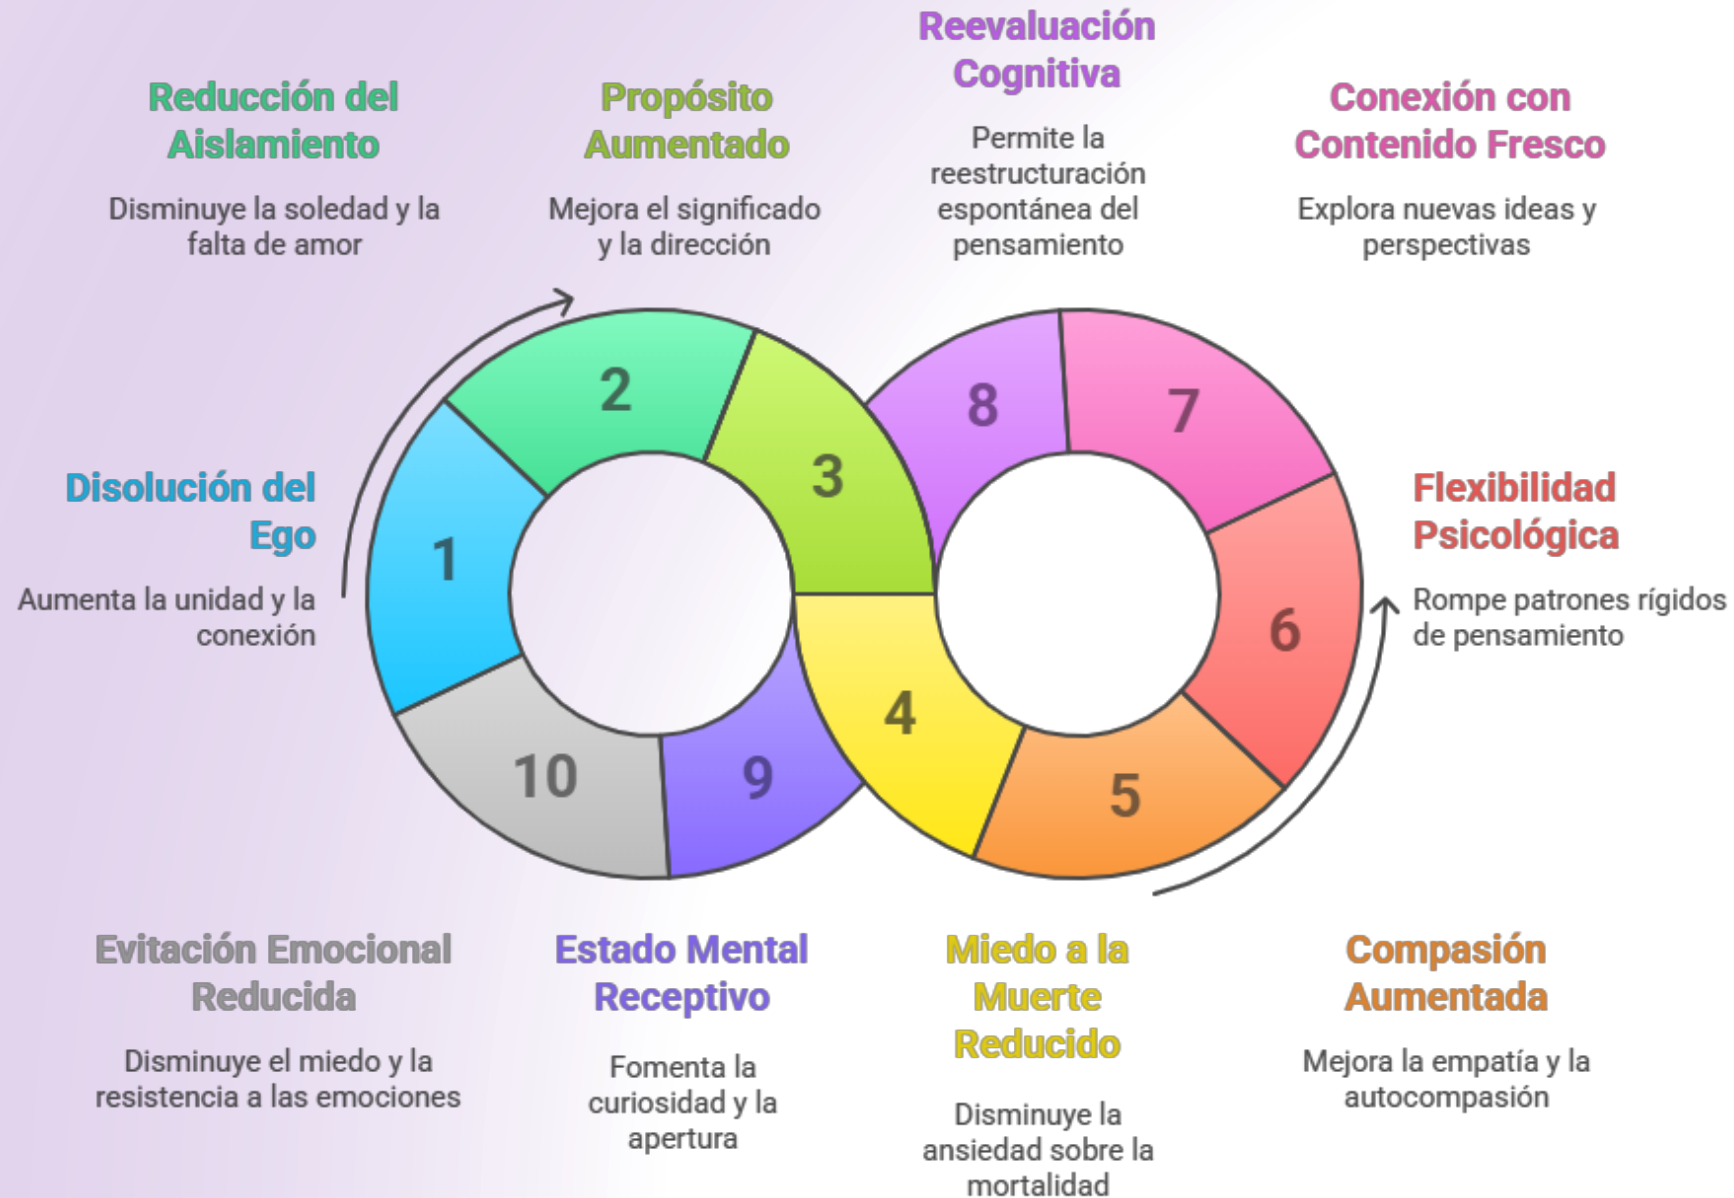 Reevaluación
Cognitiva
Permite la
reestructuración
espontánea del
pensamiento
Reducción del
Aislamiento
Disminuye la soledad y la
falta de amor
Propósito
Aumentado
Mejora el significado
y la dirección
Conexión con
Contenido Fresco
Explora nuevas ideas y
perspectivas
2
3
8
7
1
4
6
10
9
5
Disolución del
Ego
Aumenta la unidad y la
conexión
Flexibilidad
Psicológica
Rompe patrones rígidos
de pensamiento
Evitación Emocional
Reducida
Disminuye el miedo y la
resistencia a las emociones
Estado Mental
Receptivo
Fomenta la
curiosidad y la
apertura
Miedo a la
Muerte
Reducido
Disminuye la
ansiedad sobre la
mortalidad
Compasión
Aumentada
Mejora la empatía y la
autocompasión